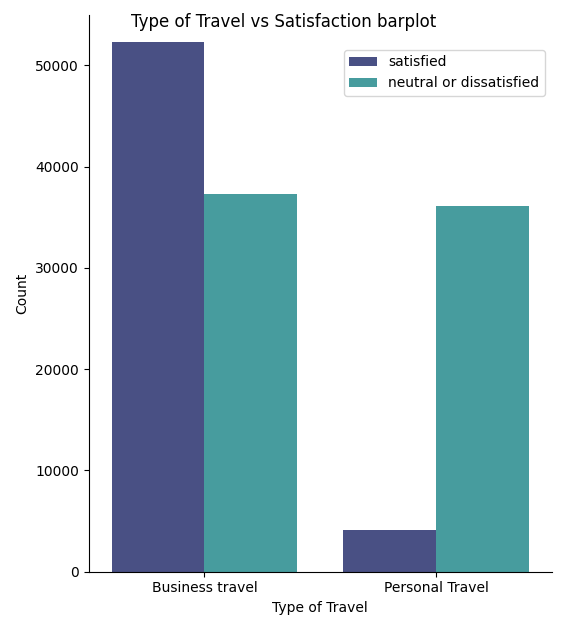 Type of Travel vs Satisfaction barplot
satisfied
neutral or dissatisfied
50000
40000
30000
20000
10000
0
Count
Business travel
Personal Travel
Type of Travel